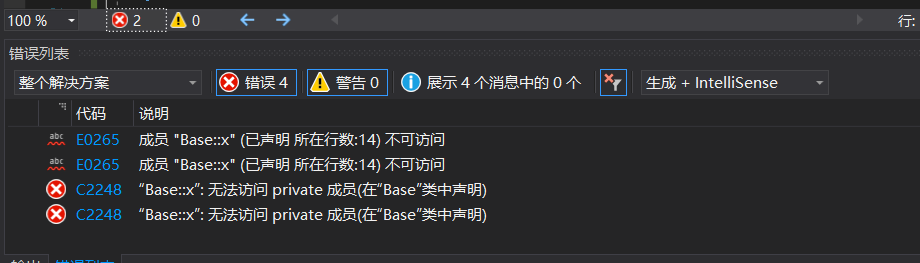 100 %
2
0
行:
错误列表
整个解决方案
错误 4
警告 0
展示 4 个消息中的 0 个
生成 + IntelliSense
代码
说明
abc E0265 成员 "Base::x" (已声明 所在行数:14) 不可访问
abc E0265 成员 "Base::x" (已声明 所在行数:14) 不可访问
C2248 “Base::x”: 无法访问 private 成员(在“Base”类中声明)
C2248 “Base::x”: 无法访问 private 成员(在“Base”类中声明)